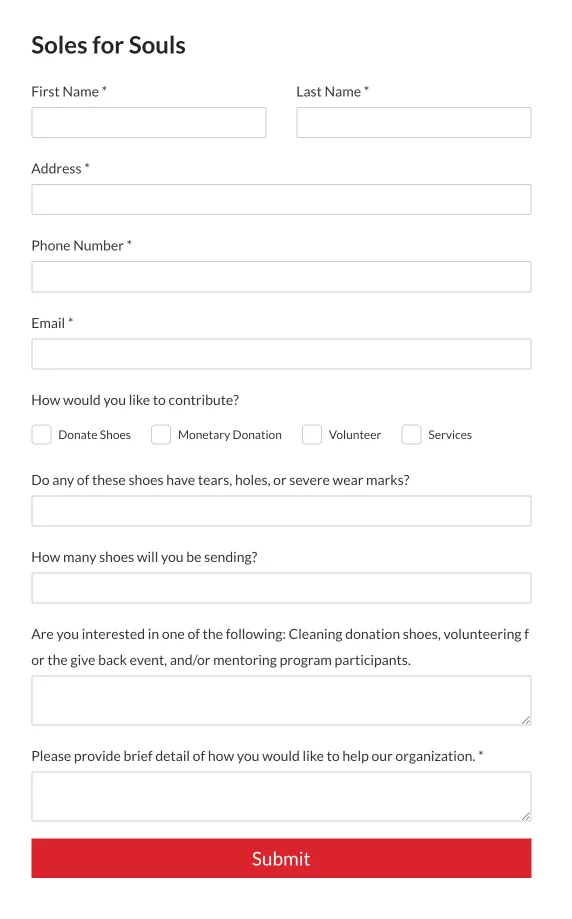 Soles for Souls
First Name * Last Name *
Address *
Phone Number *
Email *
How would you like to contribute?
Donate Shoes Monetary Donation Volunteer Services
Do any of these shoes have tears, holes, or severe wear marks?
How many shoes will you be sending?
Are you interested in one of the following: Cleaning donation shoes, volunteering f
or the give back event, and/or mentoring program participants.
Please provide brief detail of how you would like to help our organization. *
Submit